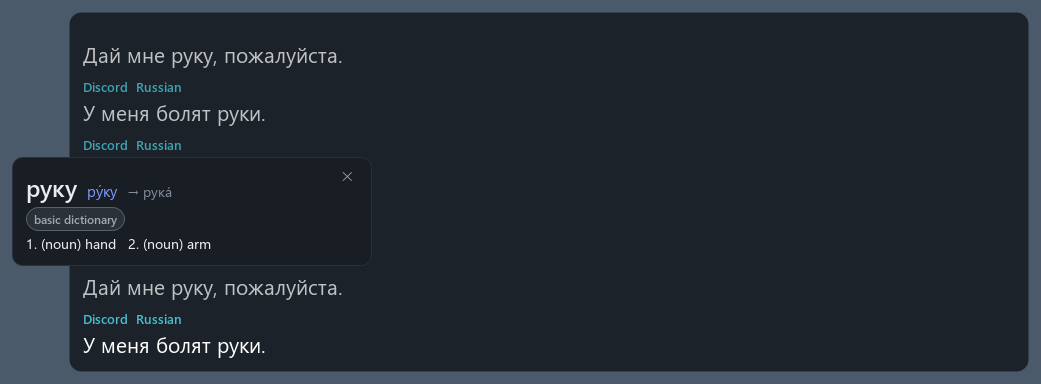 Дай мне руку, пожалуйста.
Discord Russian
У меня болят руки.
Discord Russian
руку ру́ку → рука́
basic dictionary
1. (noun) hand 2. (noun) arm
Дай мне руку, пожалуйста.
Discord Russian
У меня болят руки.